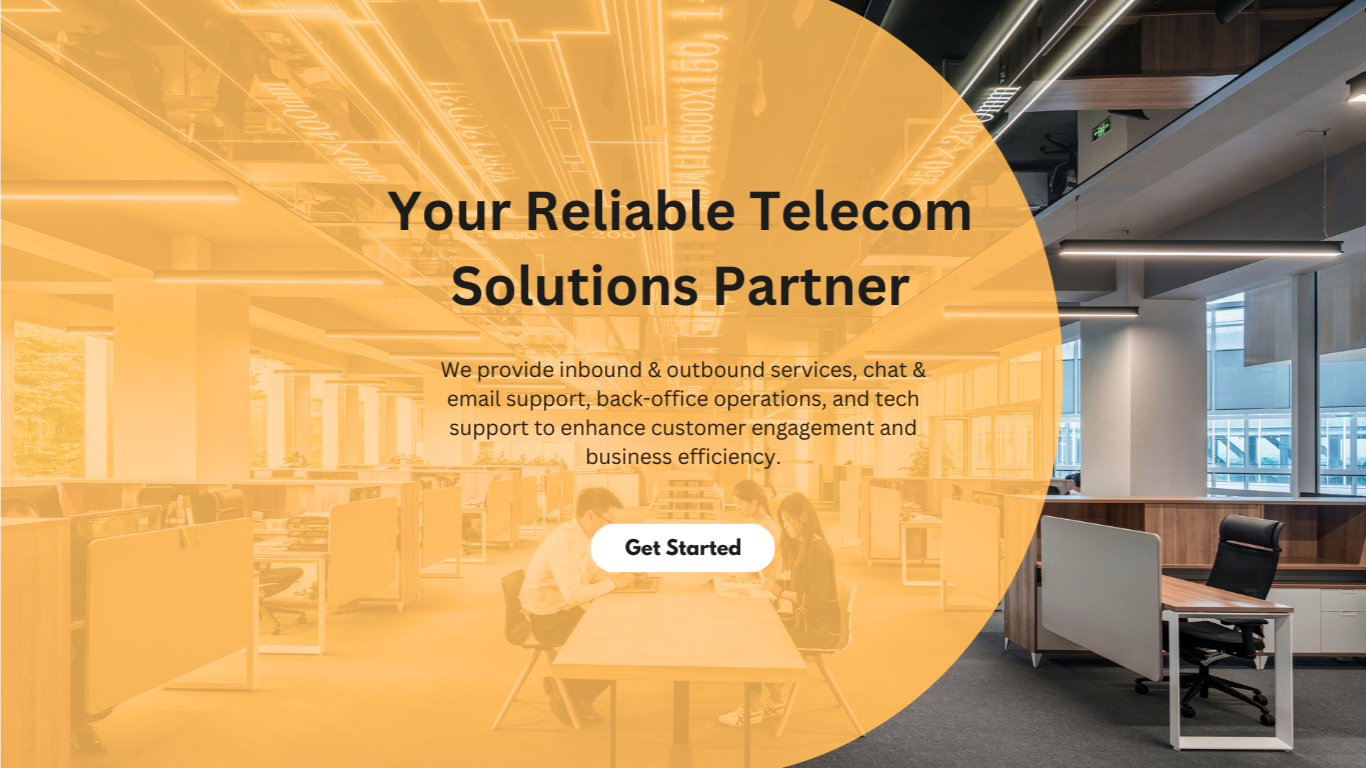 Your Reliable Telecom
Solutions Partner
We provide inbound & outbound services, chat &
email support, back-office operations, and tech
support to enhance customer engagement and
business efficiency.
Get Started